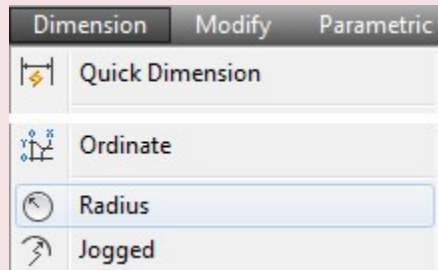 Dimension Modify Parametric
Quick Dimension
Ordinate
Radius
Jogged